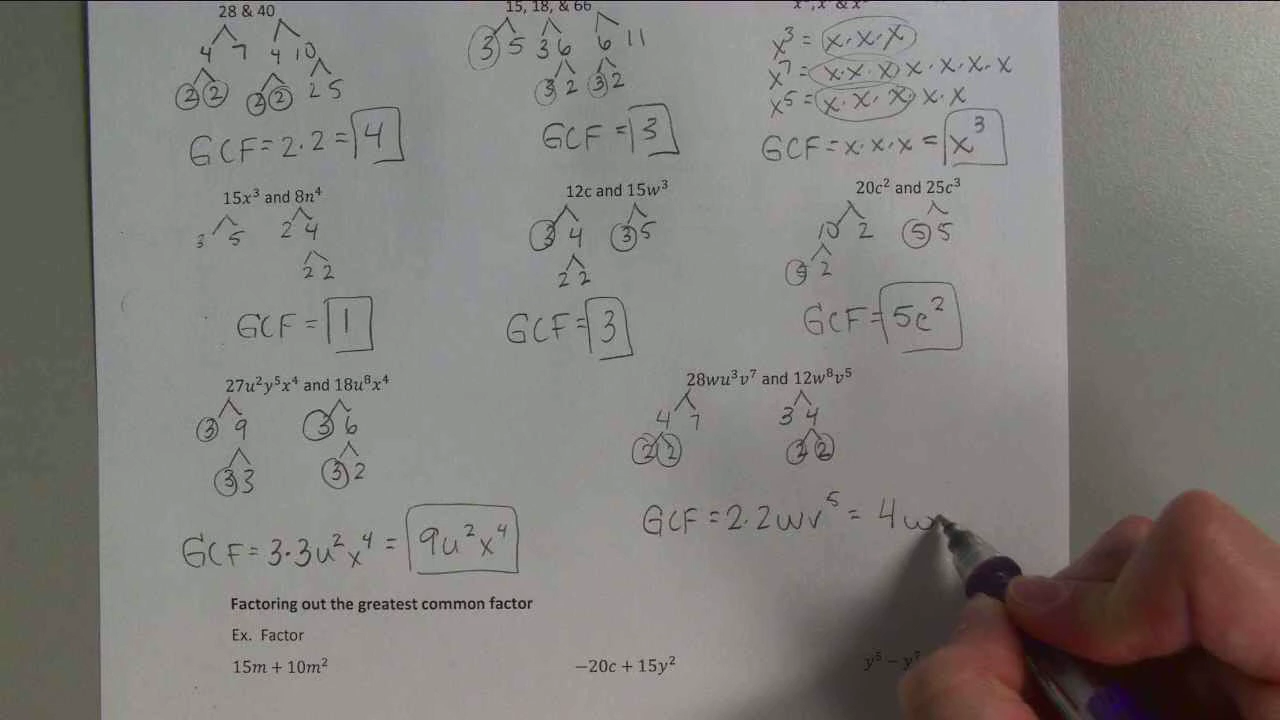 28 & 40
4 7 4 10
2 2 2 2 2 5
GCF = 2·2 = 4
15, 18, & 66
3 5 3 6 6 11
3 2 3 2
GCF = 3
x³ = x·x·x
x⁷ = x·x·x x·x·x·x
x⁵ = x·x·x x·x
GCF = x·x·x = x³
15x³ and 8n⁴
3 5 2 4
2 2
GCF = 1
12c and 15w³
3 4 3 5
2 2
GCF = 3
20c² and 25c³
10 2 5 5
5 2
GCF = 5c²
27u²y⁵x⁴ and 18u⁸x⁴
3 9 3 6
3 3 3 2
GCF = 3·3u²x⁴ = 9u²x⁴
28wu³v⁷ and 12w⁸v⁵
4 7 3 4
2 2 2 2
GCF = 2·2wv⁵ = 4w
Factoring out the greatest common factor
Ex. Factor
15m + 10m²
−20c + 15y²
y⁵ − y⁷